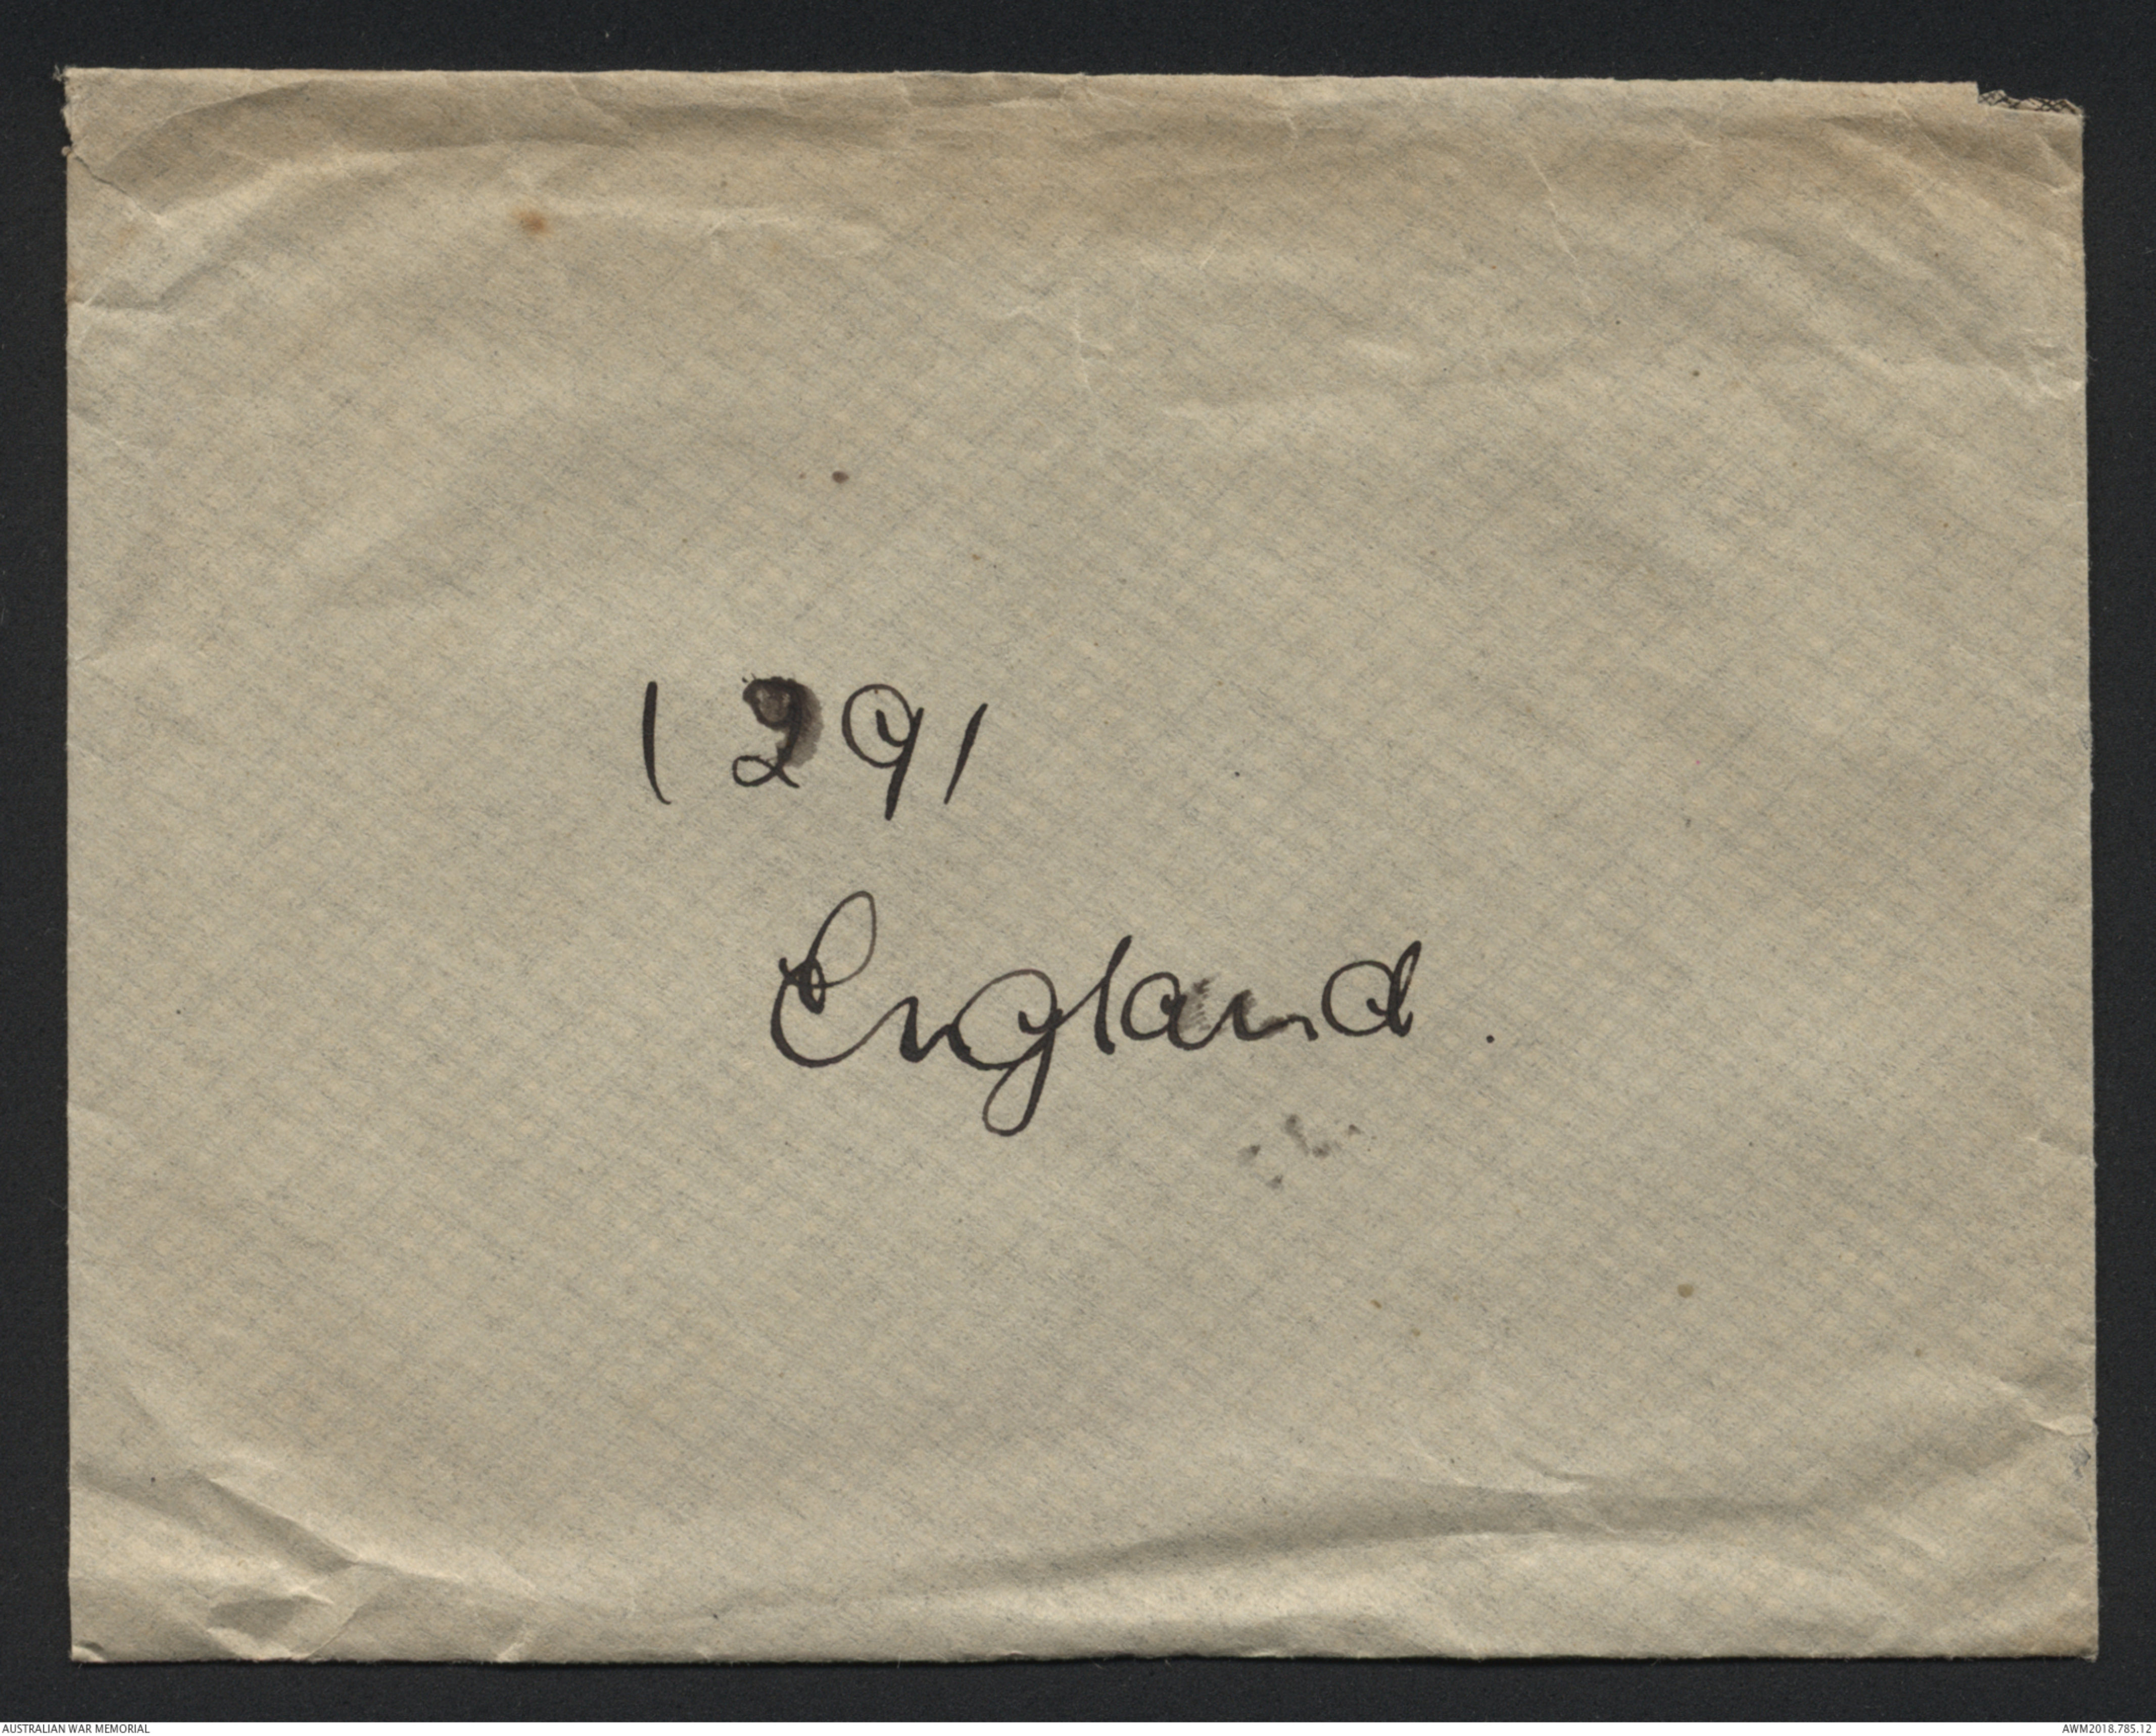 1291
England.
AUSTRALIAN WAR MEMORIAL
AWM2018.785.12